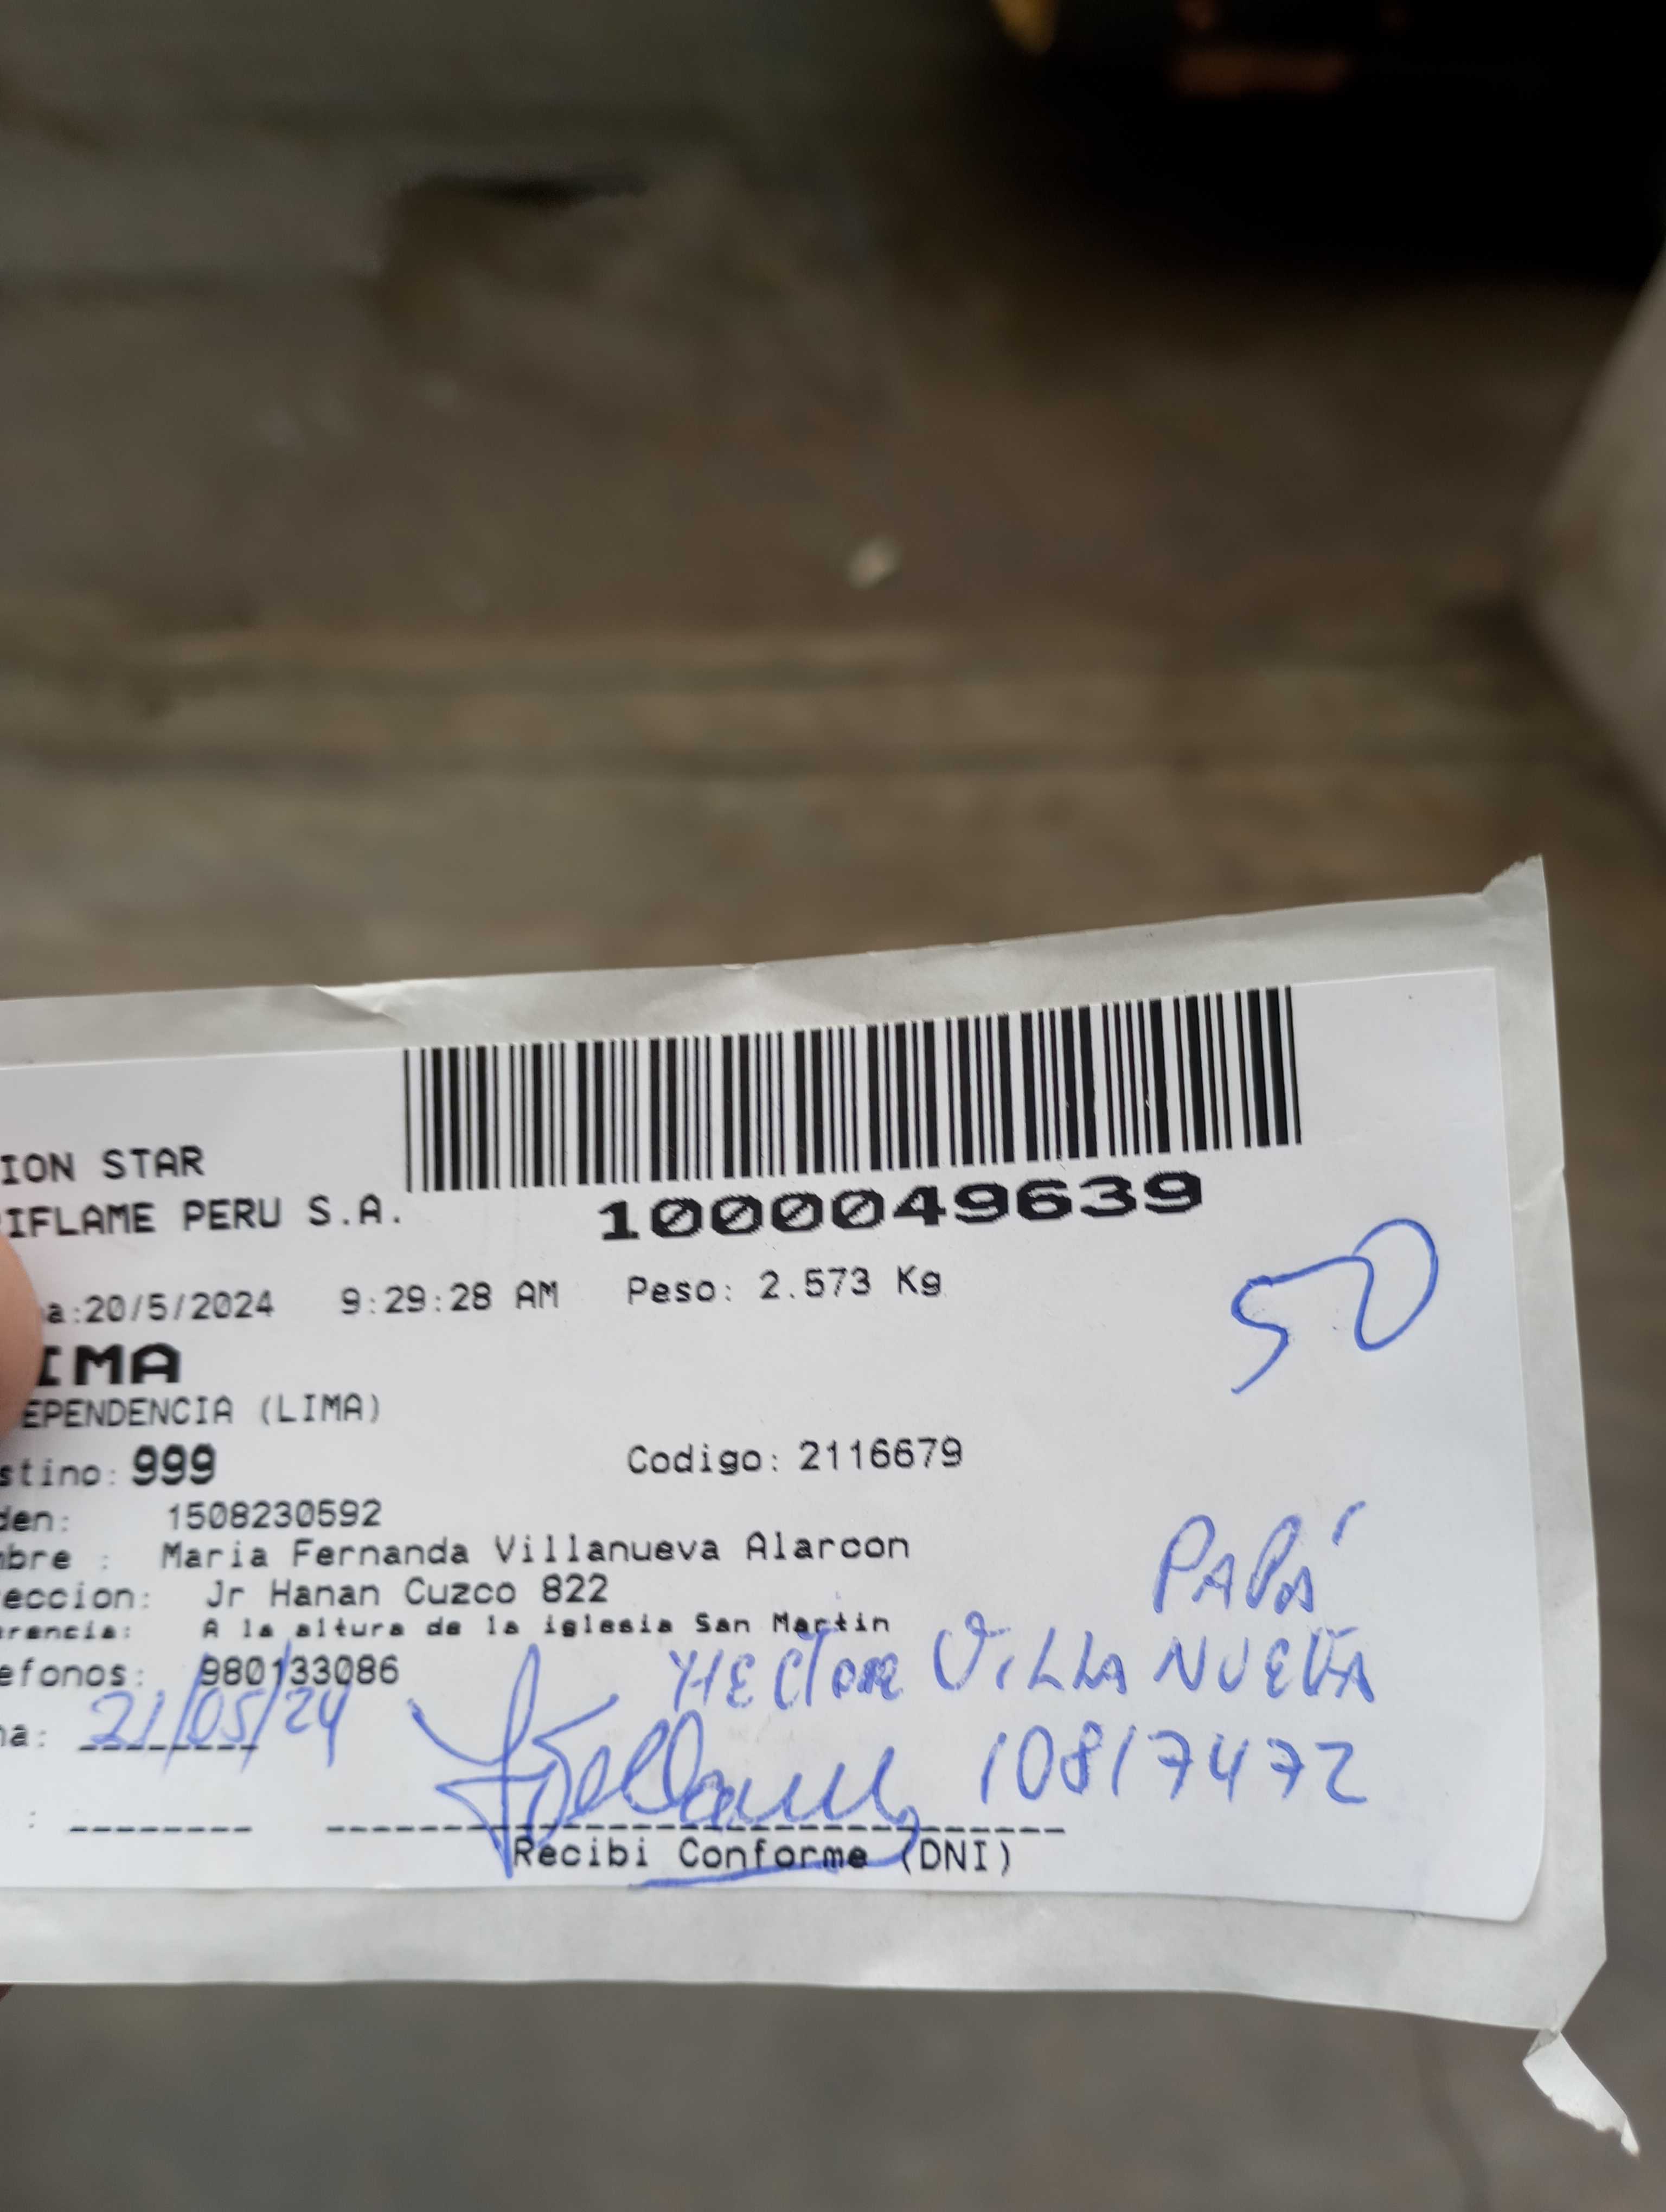 ION STAR
IFLAME PERU S.A.
1000049639
a:20/5/2024 9:29:28 AM Peso: 2.573 Kg
50
IMA
EPENDENCIA (LIMA)
stino: 999 Codigo: 2116679
den: 1508230592
bre : Maria Fernanda Villanueva Alarcon
eccion: Jr Hanan Cuzco 822
PAPÁ
erencia: A la altura de la iglesia San Martin
efonos: 980133086
HECTOR VILLANUEVA
a: 21/05/24
10817472
: 
Recibi Conforme (DNI)